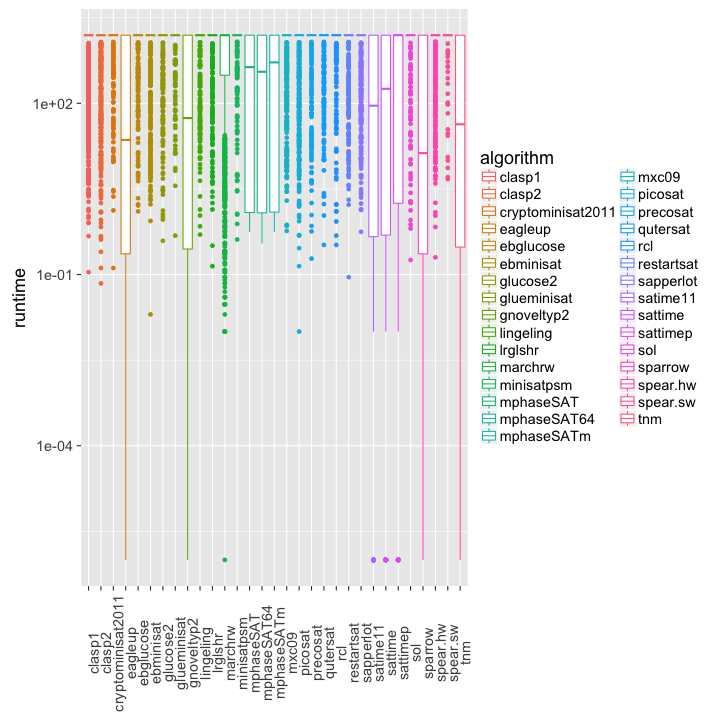 runtime
1e+02
1e-01
1e-04
clasp1
clasp2
cryptominisat2011
eagleup
ebglucose
ebminisat
glucose2
glueminisat
gnoveltyp2
lingeling
lrglshr
marchrw
minisatpsm
mphaseSAT
mphaseSAT64
mphaseSATm
mxc09
picosat
precosat
qutersat
rcl
restartsat
sapperlot
satime11
sattime
sattimep
sol
sparrow
spear.hw
spear.sw
tnm
algorithm
clasp1
clasp2
cryptominisat2011
eagleup
ebglucose
ebminisat
glucose2
glueminisat
gnoveltyp2
lingeling
lrglshr
marchrw
minisatpsm
mphaseSAT
mphaseSAT64
mphaseSATm
mxc09
picosat
precosat
qutersat
rcl
restartsat
sapperlot
satime11
sattime
sattimep
sol
sparrow
spear.hw
spear.sw
tnm